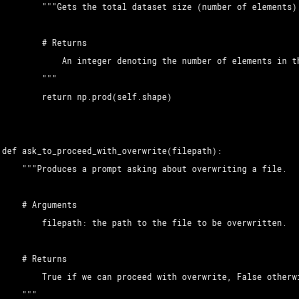 """Gets the total dataset size (number of elements)
# Returns
An integer denoting the number of elements in
"""
return np.prod(self.shape)
def ask_to_proceed_with_overwrite(filepath):
"""Produces a prompt asking about overwriting a file.
# Arguments
filepath: the path to the file to be overwritten.
# Returns
True if we can proceed with overwrite, False
"""